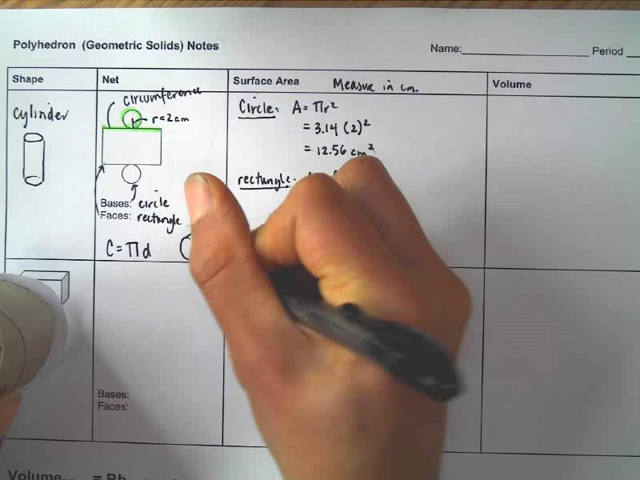 Polyhedron (Geometric Solids) Notes
Name: Period
Shape
Net
Surface Area Measure in cm.
Volume
Cylinder
circumference
r=2cm
Bases: circle
Faces: rectangle
C = πd
Circle: A = πr²
= 3.14 (2)²
= 12.56 cm²
rectangle:
Bases:
Faces:
Volume = Bh